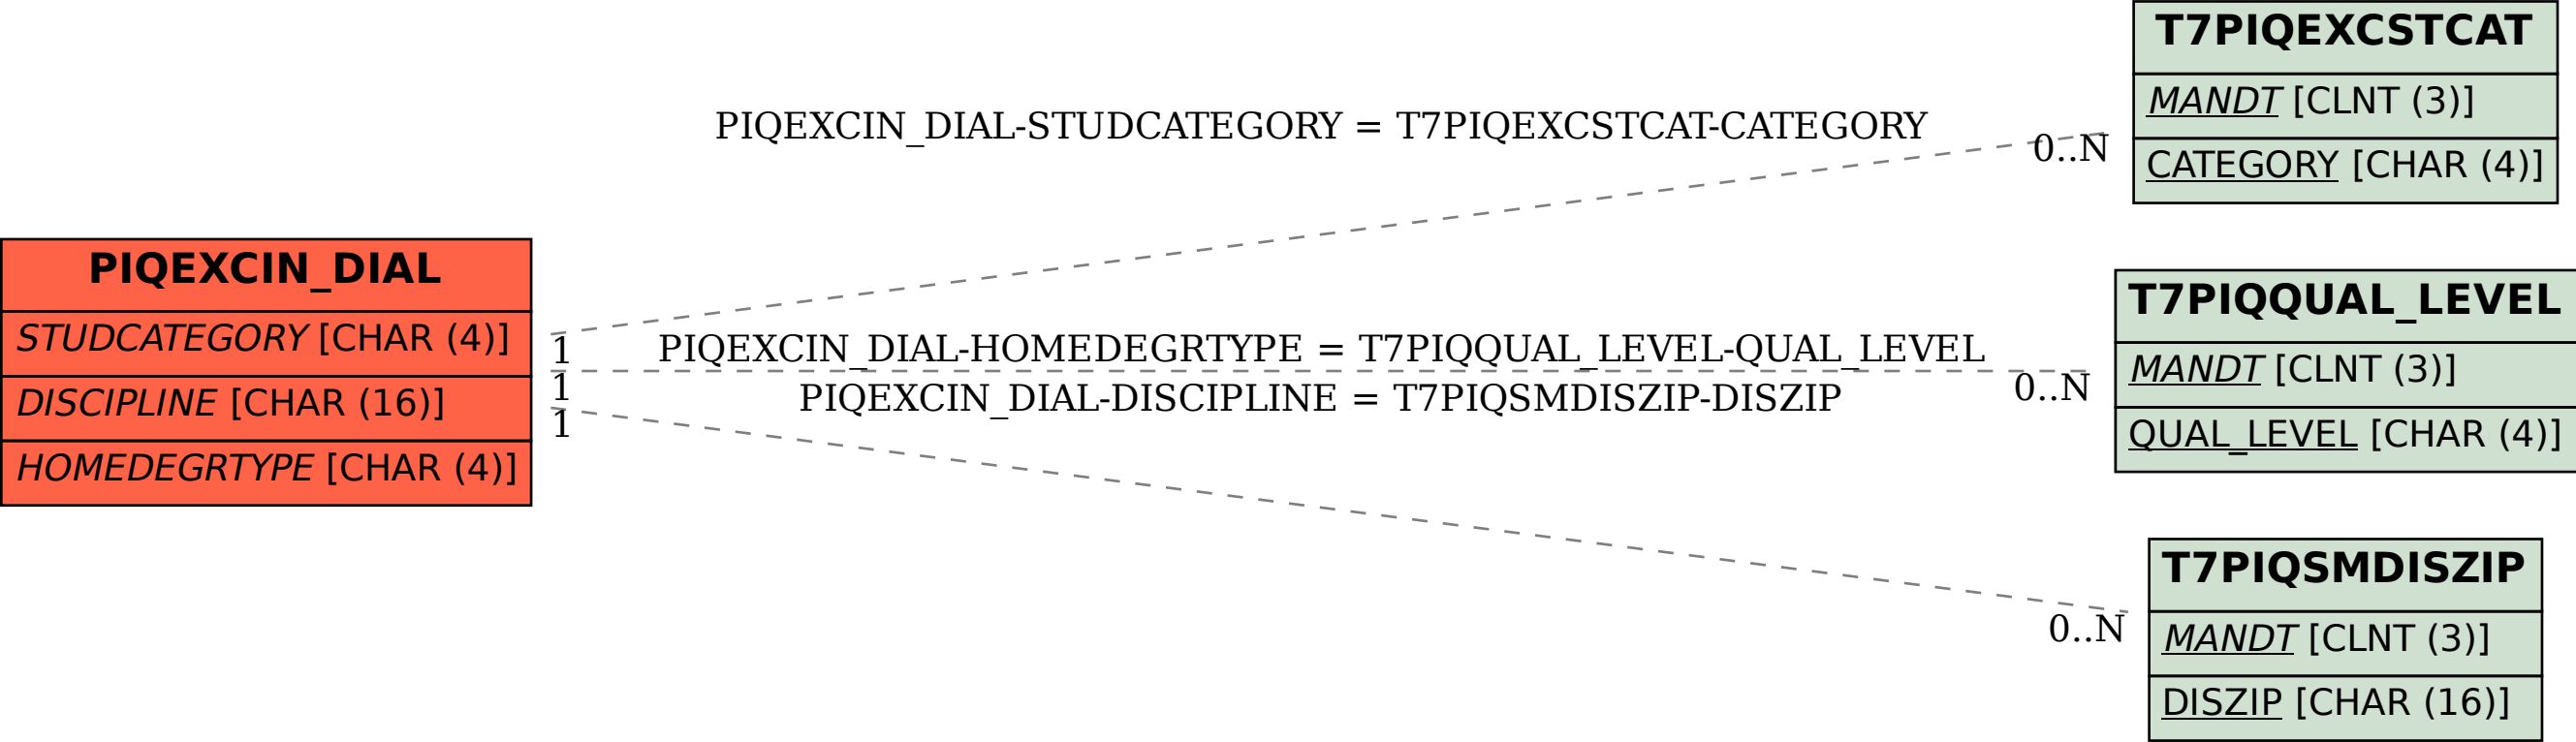 PIQEXCIN_DIAL
STUDCATEGORY [CHAR (4)]
DISCIPLINE [CHAR (16)]
HOMEDEGRTYPE [CHAR (4)]
PIQEXCIN_DIAL-STUDCATEGORY = T7PIQEXCSTCAT-CATEGORY
1
0..N
PIQEXCIN_DIAL-HOMEDEGRTYPE = T7PIQQUAL_LEVEL-QUAL_LEVEL
1
0..N
PIQEXCIN_DIAL-DISCIPLINE = T7PIQSMDISZIP-DISZIP
1
0..N
T7PIQEXCSTCAT
MANDT [CLNT (3)]
CATEGORY [CHAR (4)]
T7PIQQUAL_LEVEL
MANDT [CLNT (3)]
QUAL_LEVEL [CHAR (4)]
T7PIQSMDISZIP
MANDT [CLNT (3)]
DISZIP [CHAR (16)]